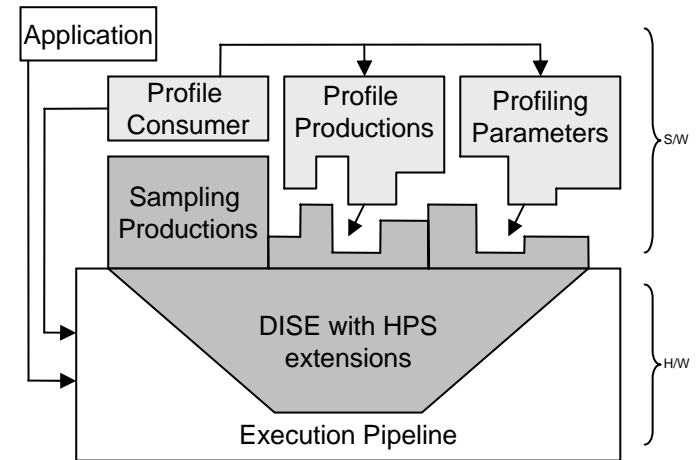 Application
Profile
Consumer
Profile
Productions
Profiling
Parameters
S/W
Sampling
Productions
DISE with HPS
extensions
H/W
Execution Pipeline